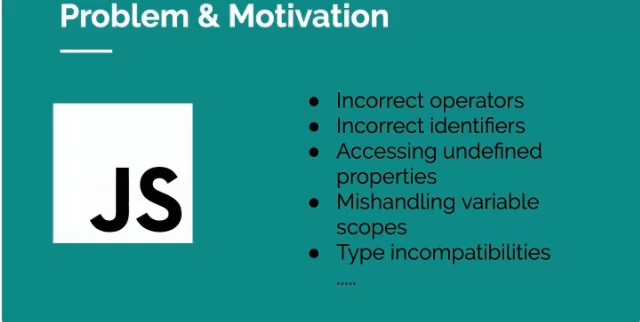 Problem & Motivation
JS
● Incorrect operators
● Incorrect identifiers
● Accessing undefined
properties
● Mishandling variable
scopes
● Type incompatibilities
.....